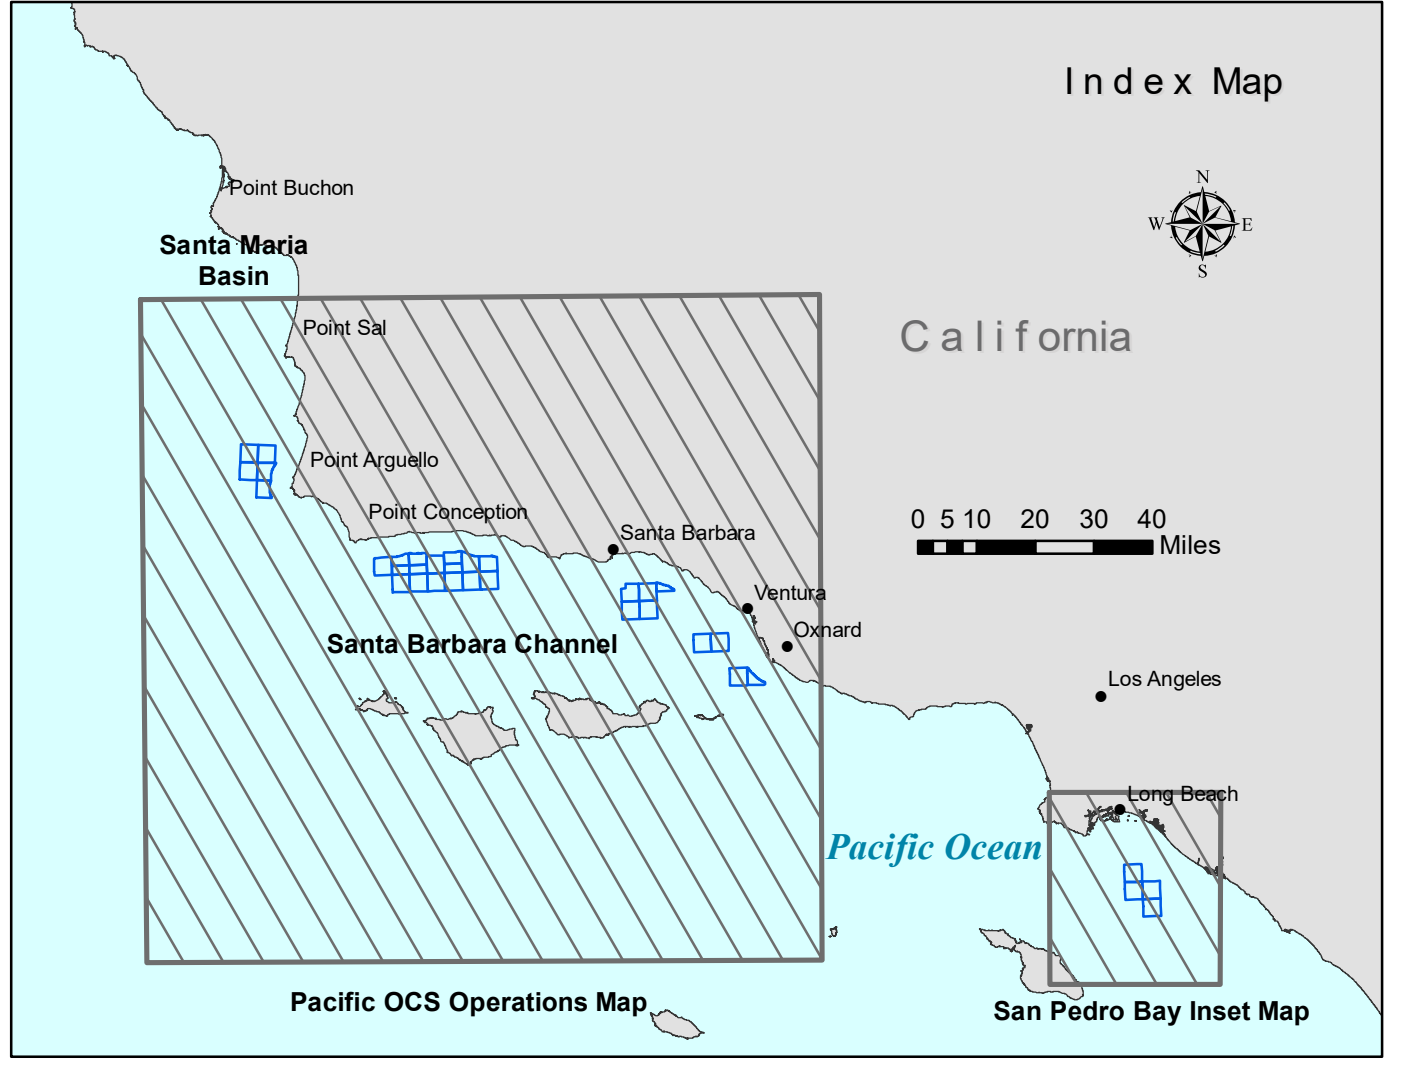 Index Map
N
W E
S
Point Buchon
Santa Maria
Basin
Point Sal
California
Point Arguello
Point Conception
Santa Barbara
0 5 10 20 30 40
Miles
Ventura
Oxnard
Santa Barbara Channel
Los Angeles
Long Beach
Pacific Ocean
Pacific OCS Operations Map
San Pedro Bay Inset Map